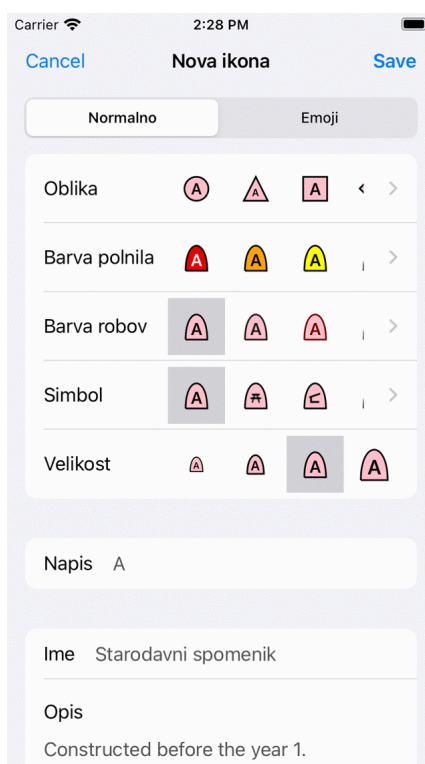 Carrier 2:28 PM
Cancel Nova ikona Save
Normalno Emoji
Oblika A A A
Barva polnila A A A
Barva robov A A A
Simbol A
Velikost A A A A
Napis A
Ime Starodavni spomenik
Opis
Constructed before the year 1.